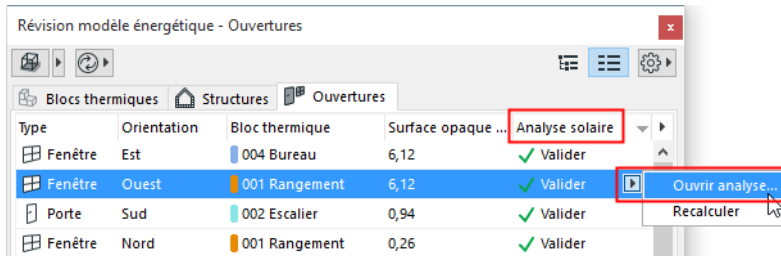 Révision modèle énergétique - Ouvertures
x
Blocs thermiques Structures Ouvertures
Type Orientation Bloc thermique Surface opaque ... Analyse solaire
Fenêtre Est 004 Bureau 6,12 Valider
Fenêtre Ouest 001 Rangement 6,12 Valider Ouvrir analyse...
Recalculer
Porte Sud 002 Escalier 0,94 Valider
Fenêtre Nord 001 Rangement 0,26 Valider